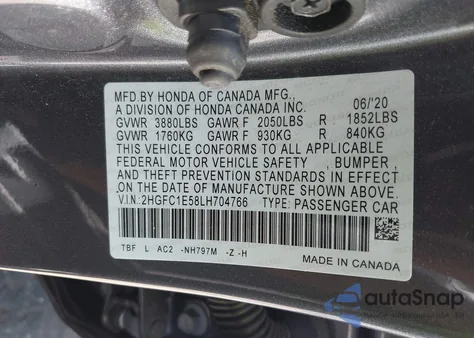 MFD.BY HONDA OF CANADA MFG.,
A DIVISION OF HONDA CANADA INC. 06/'20
GVWR 3880LBS GAWR F 2050LBS R : 1852LBS
GVWR 1760KG GAWR F 930KG R : 840KG
THIS VEHICLE CONFORMS TO ALL APPLICABLE
FEDERAL MOTOR VEHICLE SAFETY , BUMPER ,
AND THEFT PREVENTION STANDARDS IN EFFECT
ON THE DATE OF MANUFACTURE SHOWN ABOVE.
V.I.N.:2HGFC1E58LH704766 TYPE: PASSENGER CAR
TBF L AC2 -NH797M -Z -H
MADE IN CANADA
autaSnap